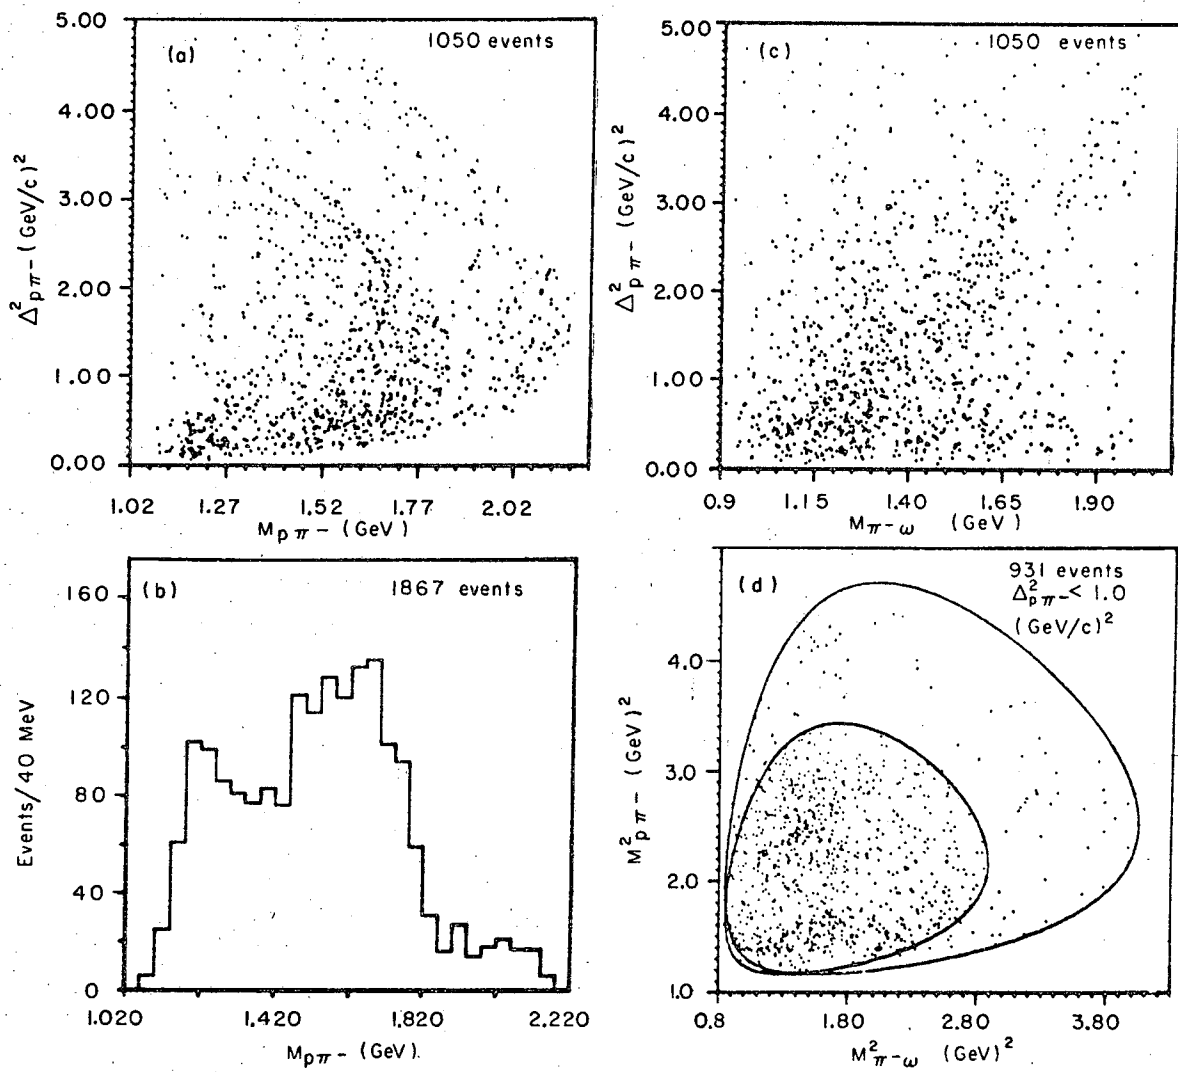 (a)
1050 events
5.00
4.00
3.00
2.00
1.00
0.00
Δ²pπ- (GeV/c)²
1.02 1.27 1.52 1.77 2.02
Mpπ- (GeV)
(c)
1050 events
5.00
4.00
3.00
2.00
1.00
0.00
Δ²pπ- (GeV/c)²
0.9 1.15 1.40 1.65 1.90
Mπ-ω (GeV)
(b)
1867 events
160
120
80
40
0
Events/40 MeV
1.020 1.420 1.820 2.220
Mpπ- (GeV).
(d)
931 events
Δ²pπ- < 1.0
(GeV/c)²
4.0
3.0
2.0
1.0
M²pπ- (GeV)²
0.8 1.80 2.80 3.80
M²π-ω (GeV)²